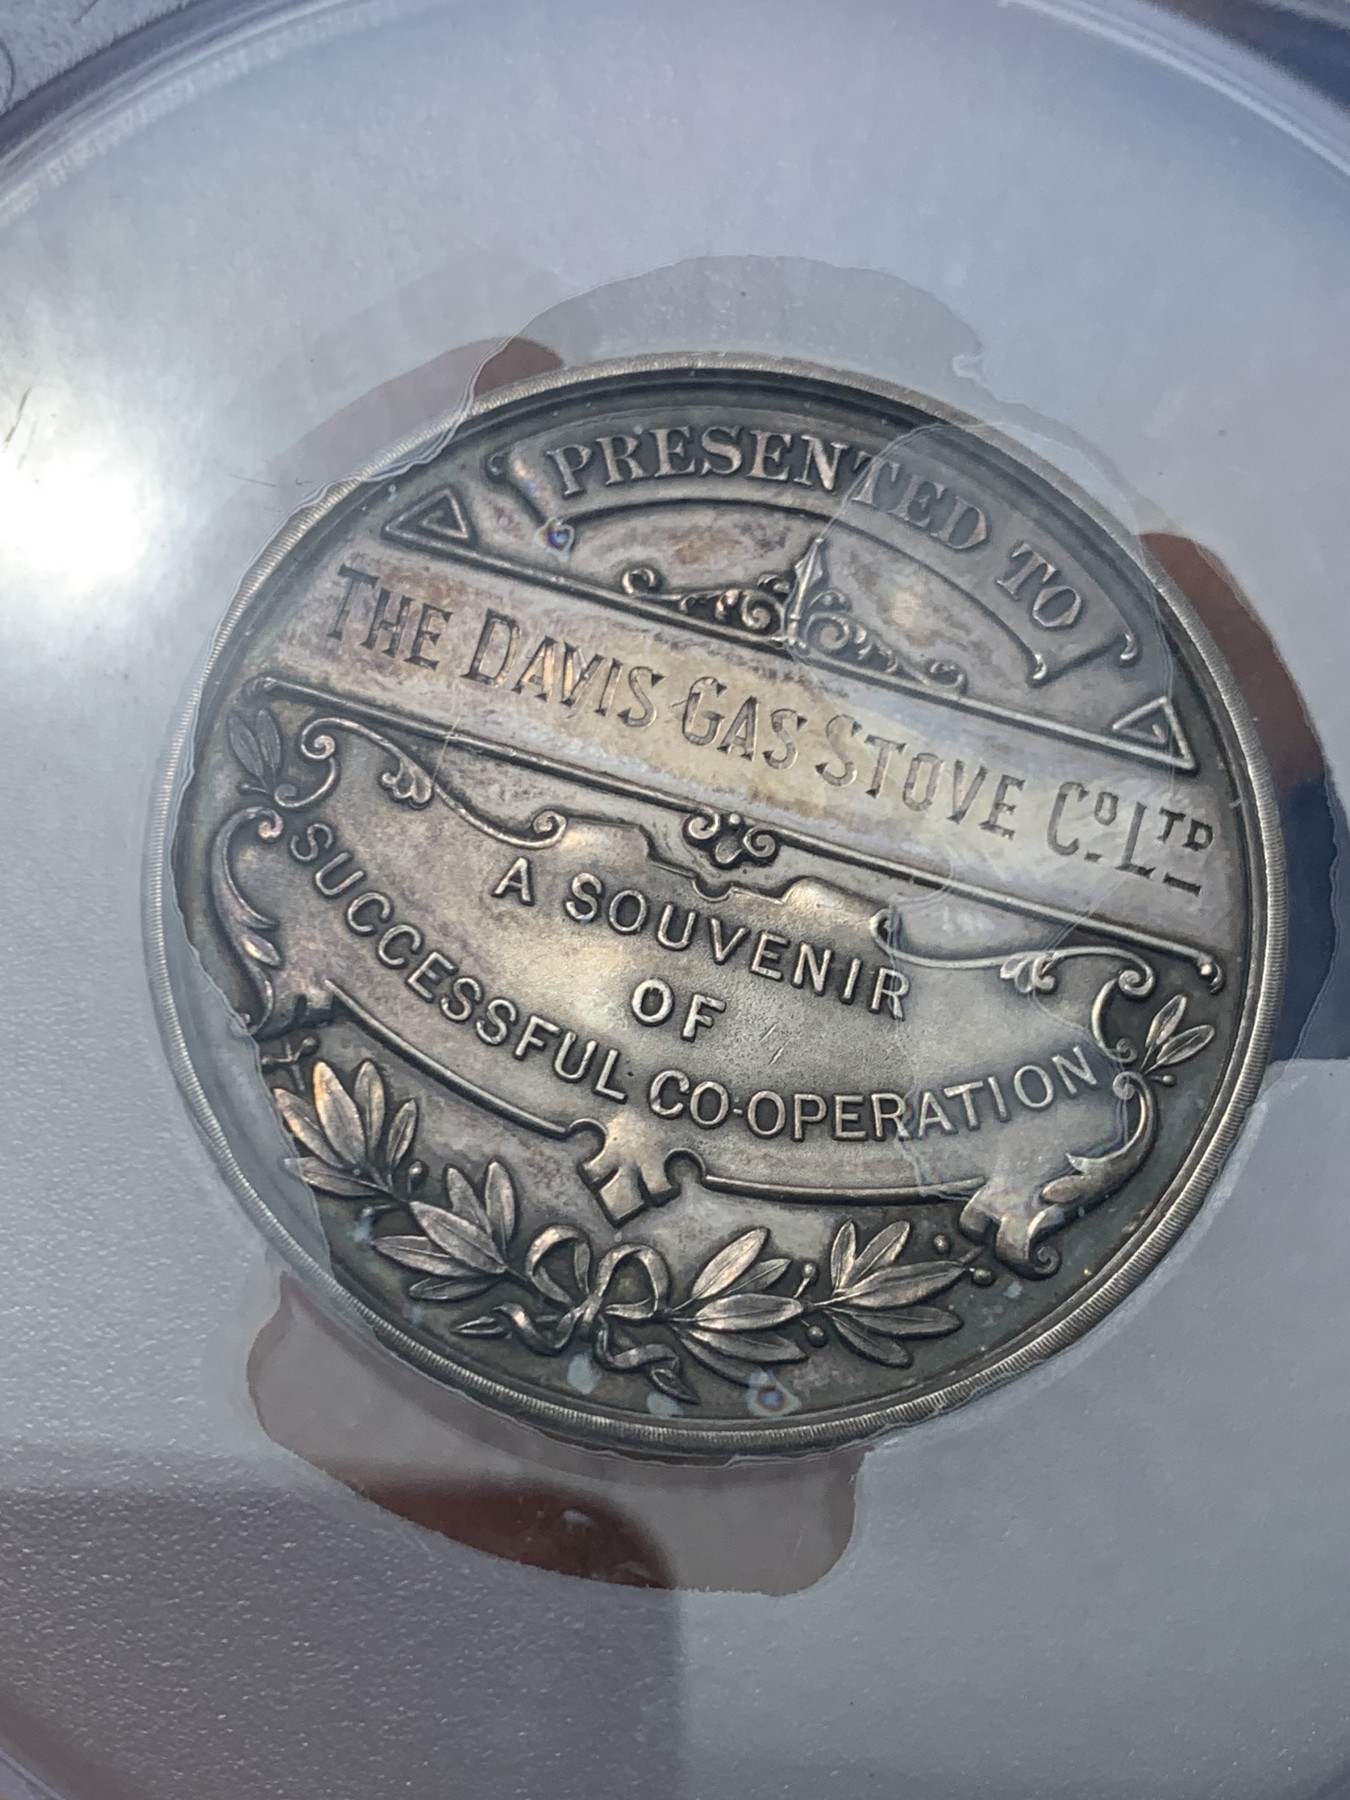 PRESENTED TO
THE DAVIS GAS STOVE Cº. LTD
A SOUVENIR
OF
SUCCESSFUL CO-OPERATION